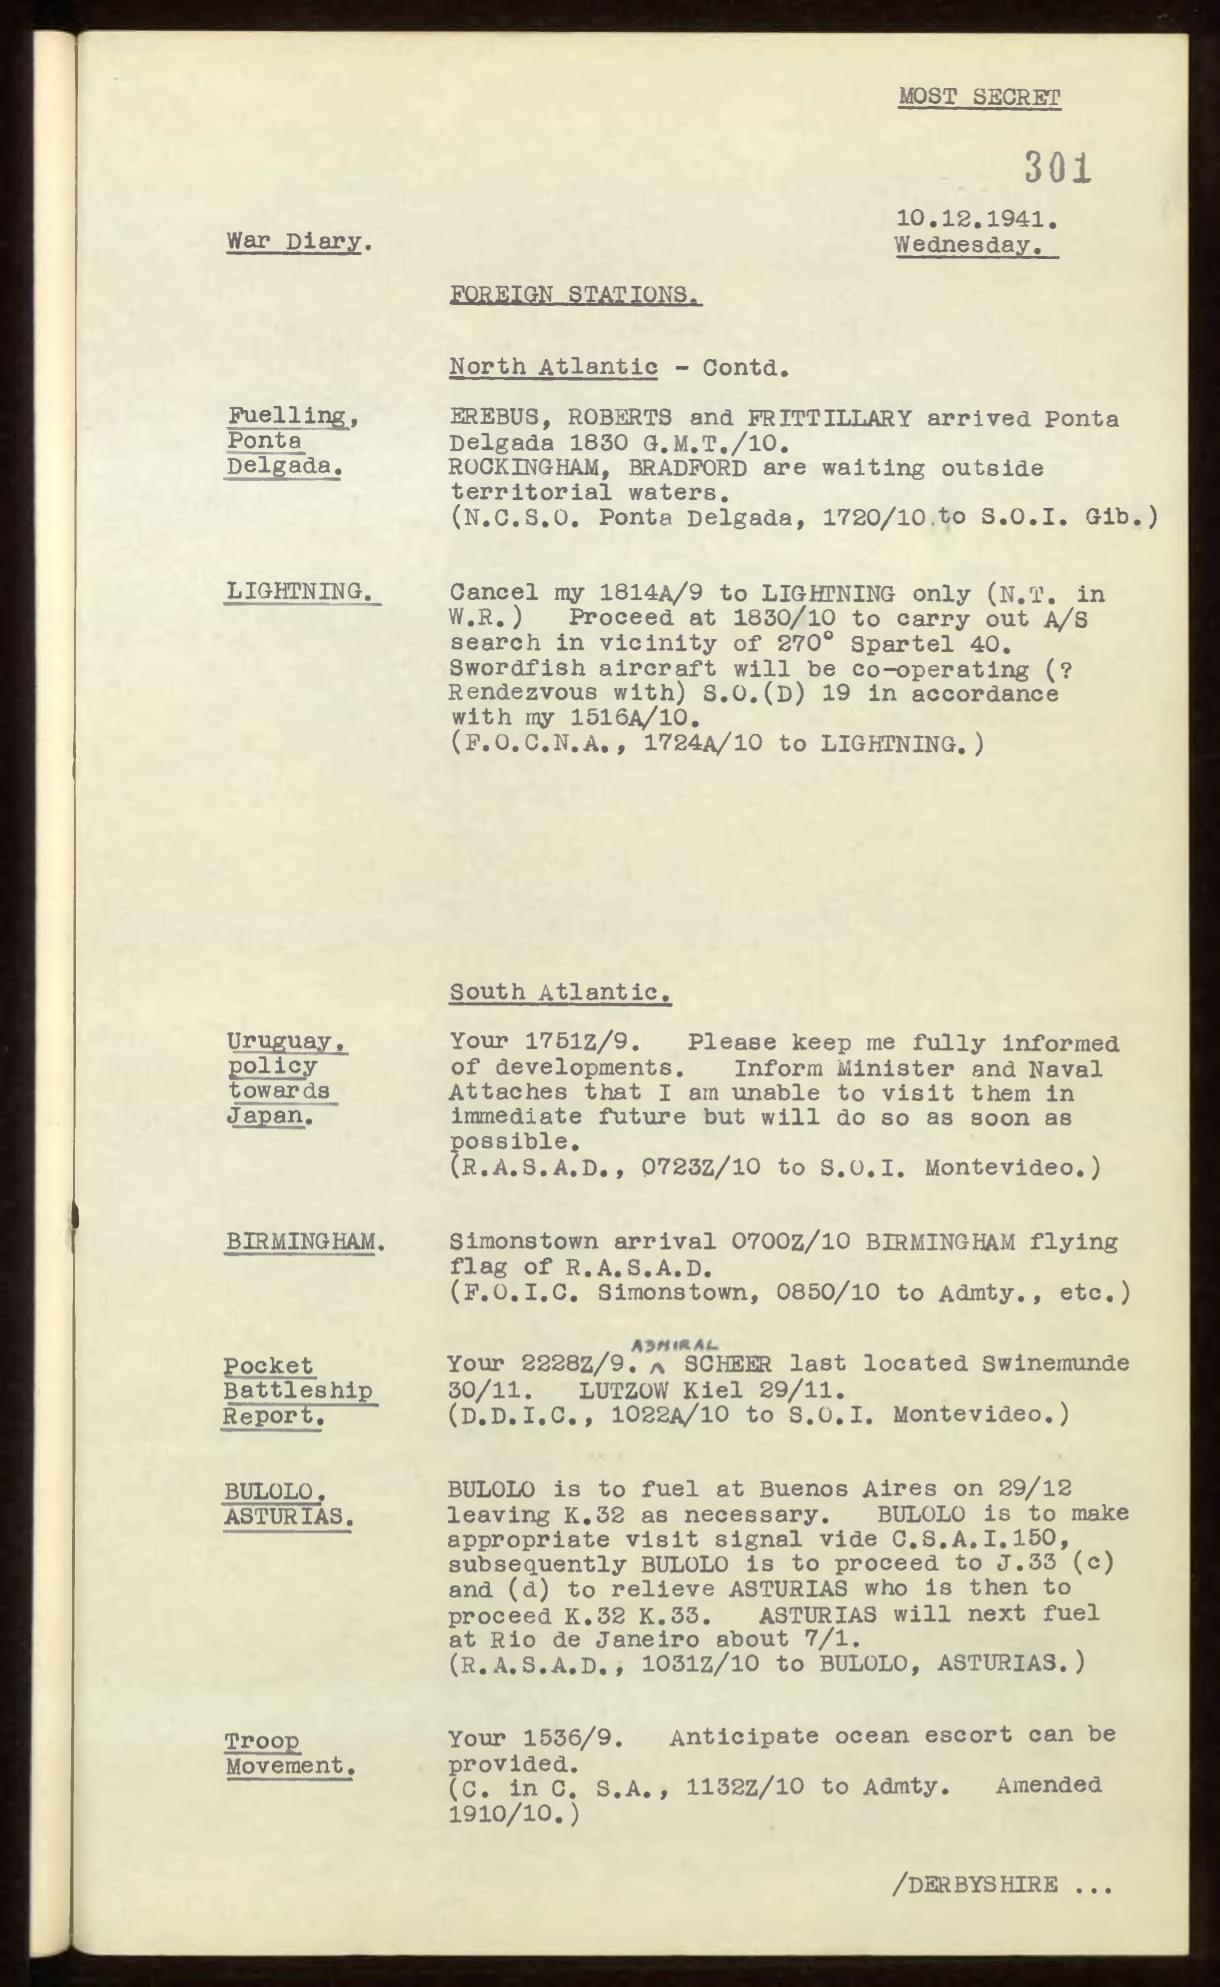 MOST SECRET
301
10.12.1941.
War Diary.
Wednesday.
FOREIGN STATIONS.
North Atlantic - Contd.
Fuelling,
Ponta
Delgada.
EREBUS, ROBERTS and FRITTILLARY arrived Ponta
Delgada 1830 G.M.T./10.
ROCKINGHAM, BRADFORD are waiting outside
territorial waters.
(N.C.S.O. Ponta Delgada, 1720/10 to S.O.I. Gib.)
LIGHTNING.
Cancel my 1814A/9 to LIGHTNING only (N.T. in
W.R.) Proceed at 1830/10 to carry out A/S
search in vicinity of 270° Spartel 40.
Swordfish aircraft will be co-operating (?
Rendezvous with) S.O.(D) 19 in accordance
with my 1516A/10.
(F.O.C.N.A., 1724A/10 to LIGHTNING.)
South Atlantic.
Uruguay,
policy
towards
Japan.
Your 1751Z/9. Please keep me fully informed
of developments. Inform Minister and Naval
Attaches that I am unable to visit them in
immediate future but will do so as soon as
possible.
(R.A.S.A.D., 0723Z/10 to S.O.I. Montevideo.)
BIRMINGHAM.
Simonstown arrival 0700Z/10 BIRMINGHAM flying
flag of R.A.S.A.D.
(F.O.I.C. Simonstown, 0850/10 to Admty., etc.)
Pocket
Battleship
Report.
ADMIRAL
Your 2228Z/9. ^ SCHEER last located Swinemunde
30/11. LUTZOW Kiel 29/11.
(D.D.I.C., 1022A/10 to S.O.I. Montevideo.)
BULOLO.
ASTURIAS.
BULOLO is to fuel at Buenos Aires on 29/12
leaving K.32 as necessary. BULOLO is to make
appropriate visit signal vide C.S.A.I.150,
subsequently BULOLO is to proceed to J.33 (c)
and (d) to relieve ASTURIAS who is then to
proceed K.32 K.33. ASTURIAS will next fuel
at Rio de Janeiro about 7/1.
(R.A.S.A.D., 1031Z/10 to BULOLO, ASTURIAS.)
Troop
Movement.
Your 1536/9. Anticipate ocean escort can be
provided.
(C. in C. S.A., 1132Z/10 to Admty. Amended
1910/10.)
/DERBYSHIRE ...